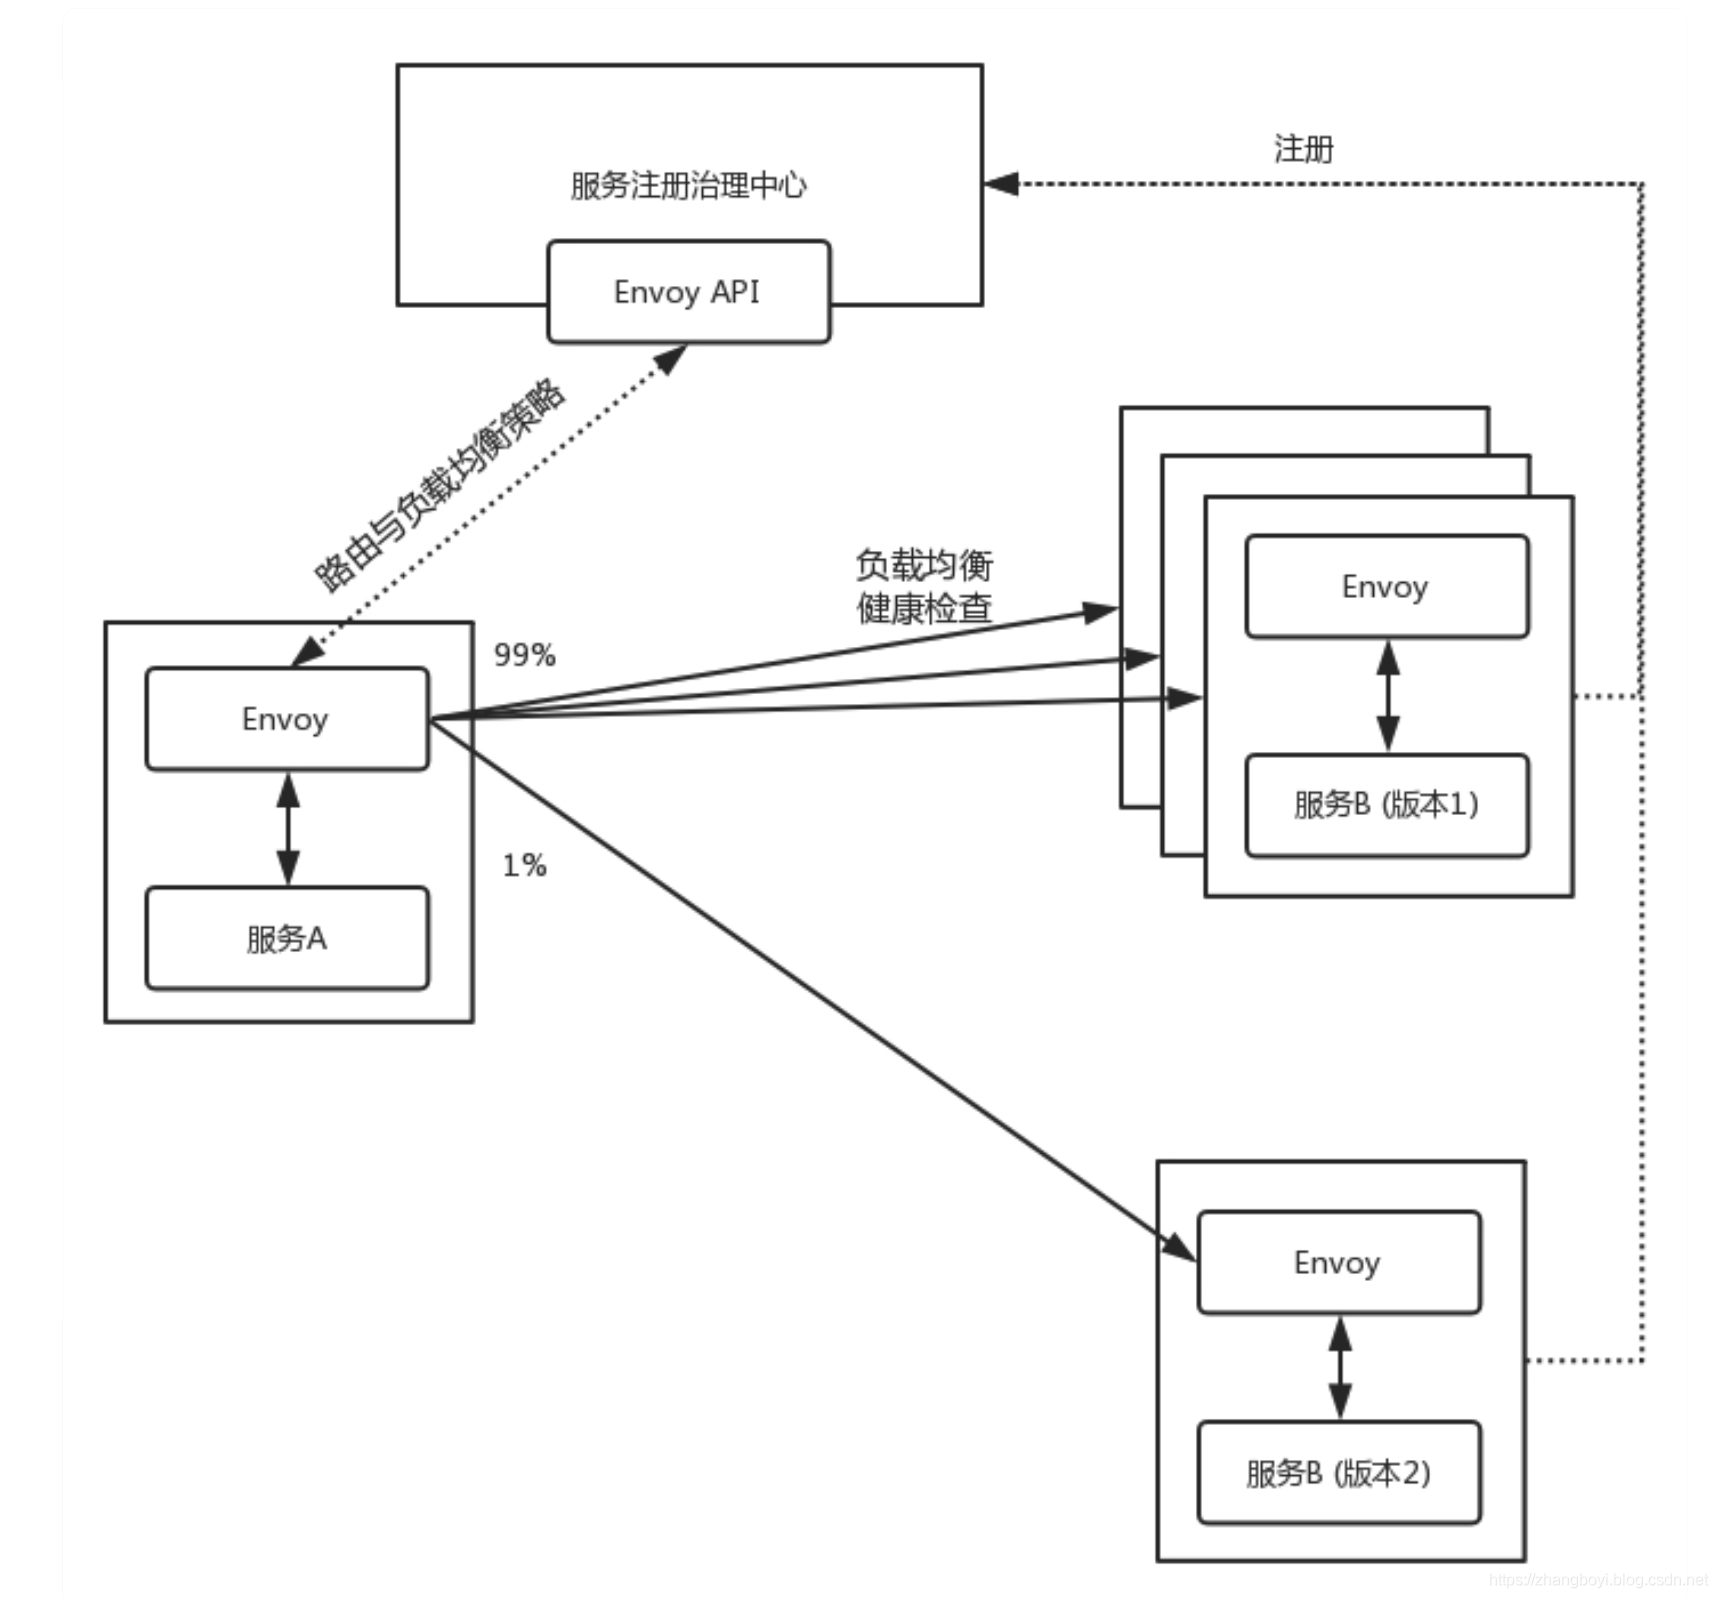 注册
服务注册治理中心
Envoy API
路由与负载均衡策略
负载均衡
健康检查
Envoy
99%
Envoy
服务B (版本1)
1%
服务A
Envoy
服务B (版本2)
https://zhangboyi.blog.csdn.net